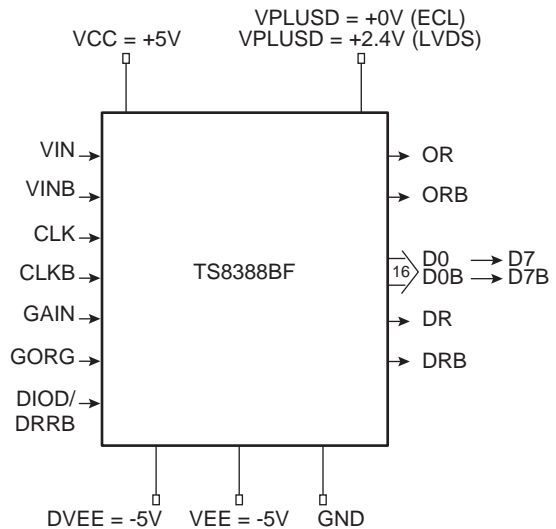 VPLUSD = +0V (ECL)
VCC = +5V
VPLUSD = +2.4V (LVDS)
VIN
OR
VINB
ORB
CLK
D0
D7
CLKB
TS8388BF
16
D0B
D7B
GAIN
DR
GORG
DRB
DIOD/
DRRB
DVEE = -5V
VEE = -5V
GND